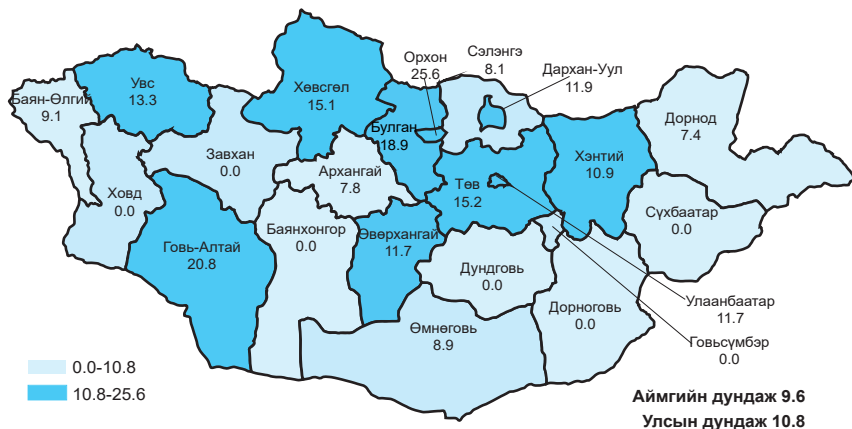 Орхон
25.6
Сэлэнгэ
8.1
Дархан-Уул
11.9
Увс
13.3
Хөвсгөл
15.1
Баян-Өлгий
9.1
Дорнод
7.4
Булган
18.9
Завхан
0.0
Хэнтий
10.9
Архангай
7.8
Төв
15.2
Ховд
0.0
Сүхбаатар
0.0
Баянхонгор
0.0
Өвөрхангай
11.7
Говь-Алтай
20.8
Дундговь
0.0
Улаанбаатар
11.7
Дорноговь
0.0
Өмнөговь
8.9
Говьсүмбэр
0.0
0.0-10.8
10.8-25.6
Аймгийн дундаж 9.6
Улсын дундаж 10.8